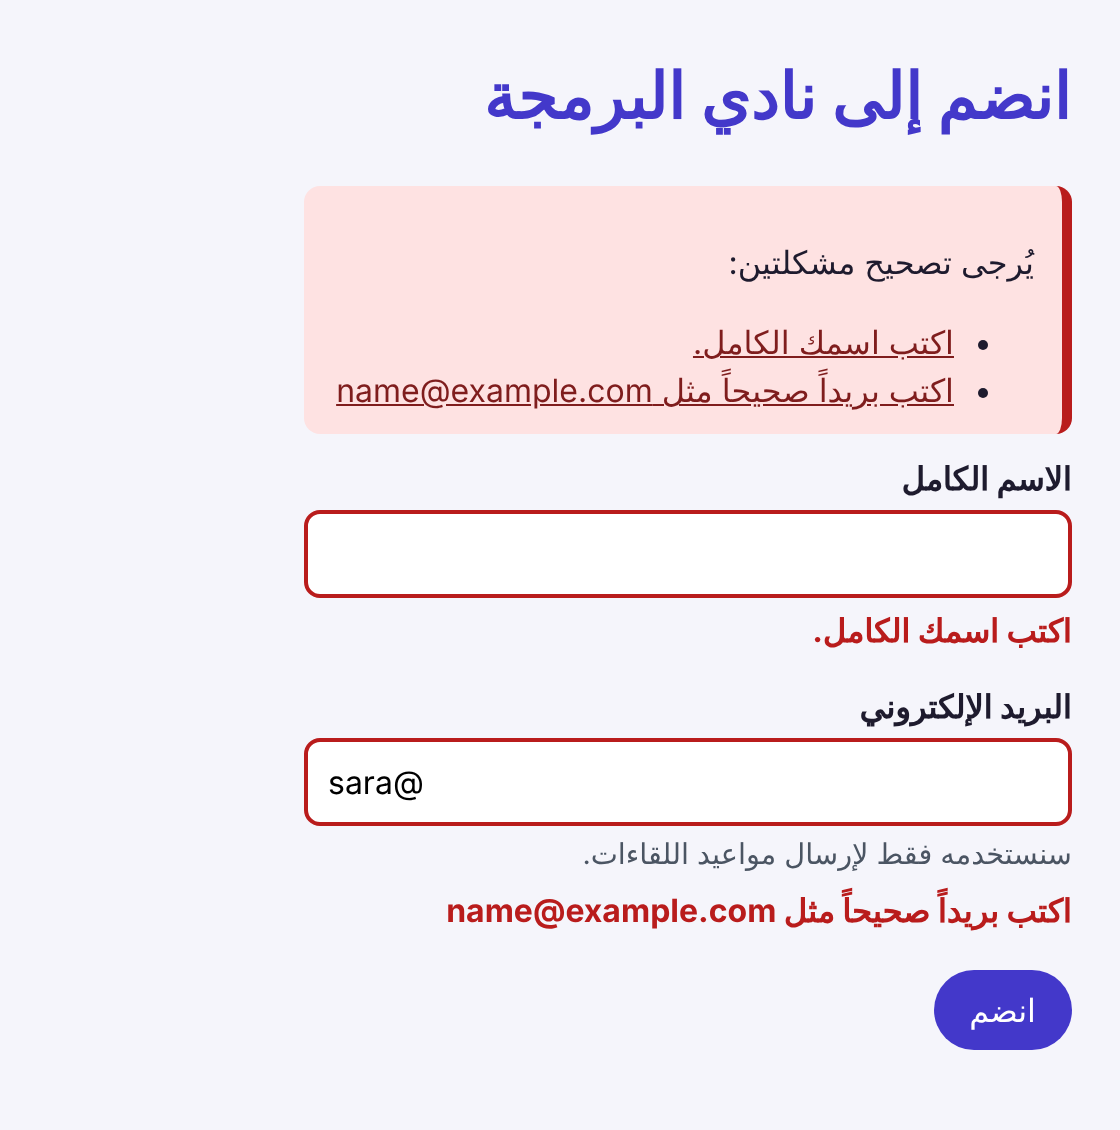 انضم إلى نادي البرمجة
يُرجى تصحيح مشكلتين:
اكتب اسمك الكامل.
اكتب بريداً صحيحاً مثل name@example.com
الاسم الكامل
اكتب اسمك الكامل.
البريد الإلكتروني
sara@
سنستخدمه فقط لإرسال مواعيد اللقاءات.
اكتب بريداً صحيحاً مثل name@example.com
انضم